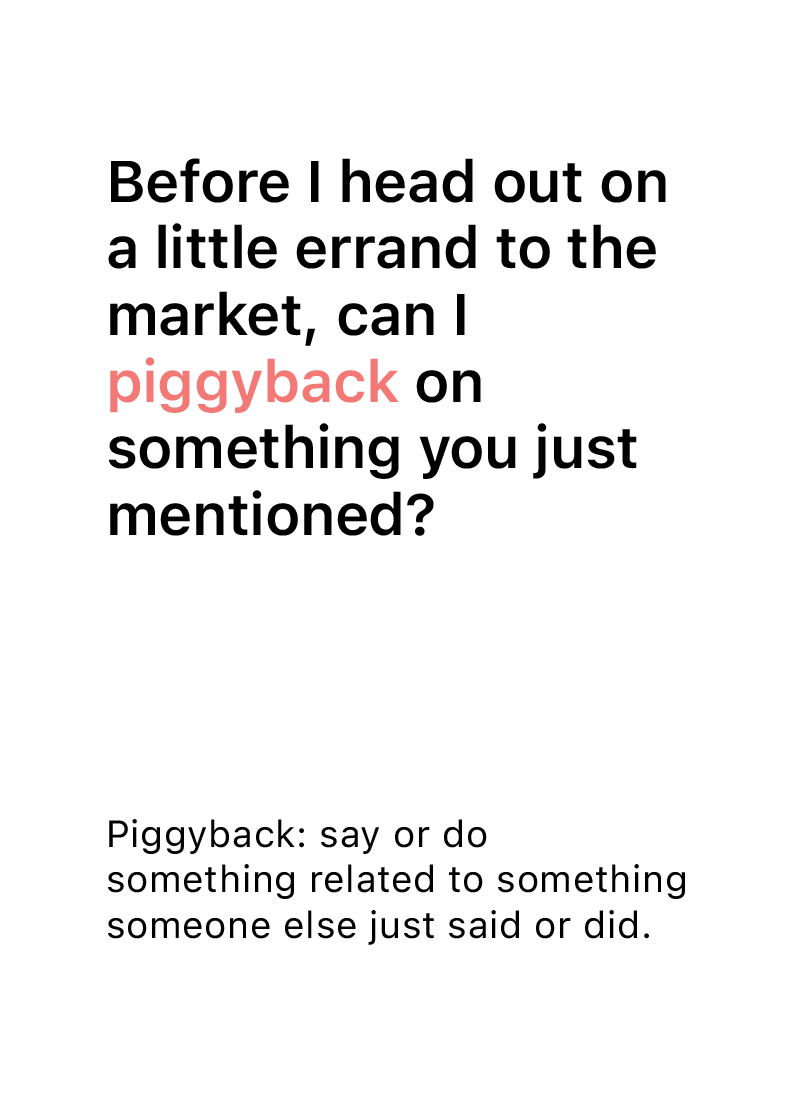 Before I head out on
a little errand to the
market, can I
piggyback on
something you just
mentioned?
Piggyback: say or do
something related to something
someone else just said or did.